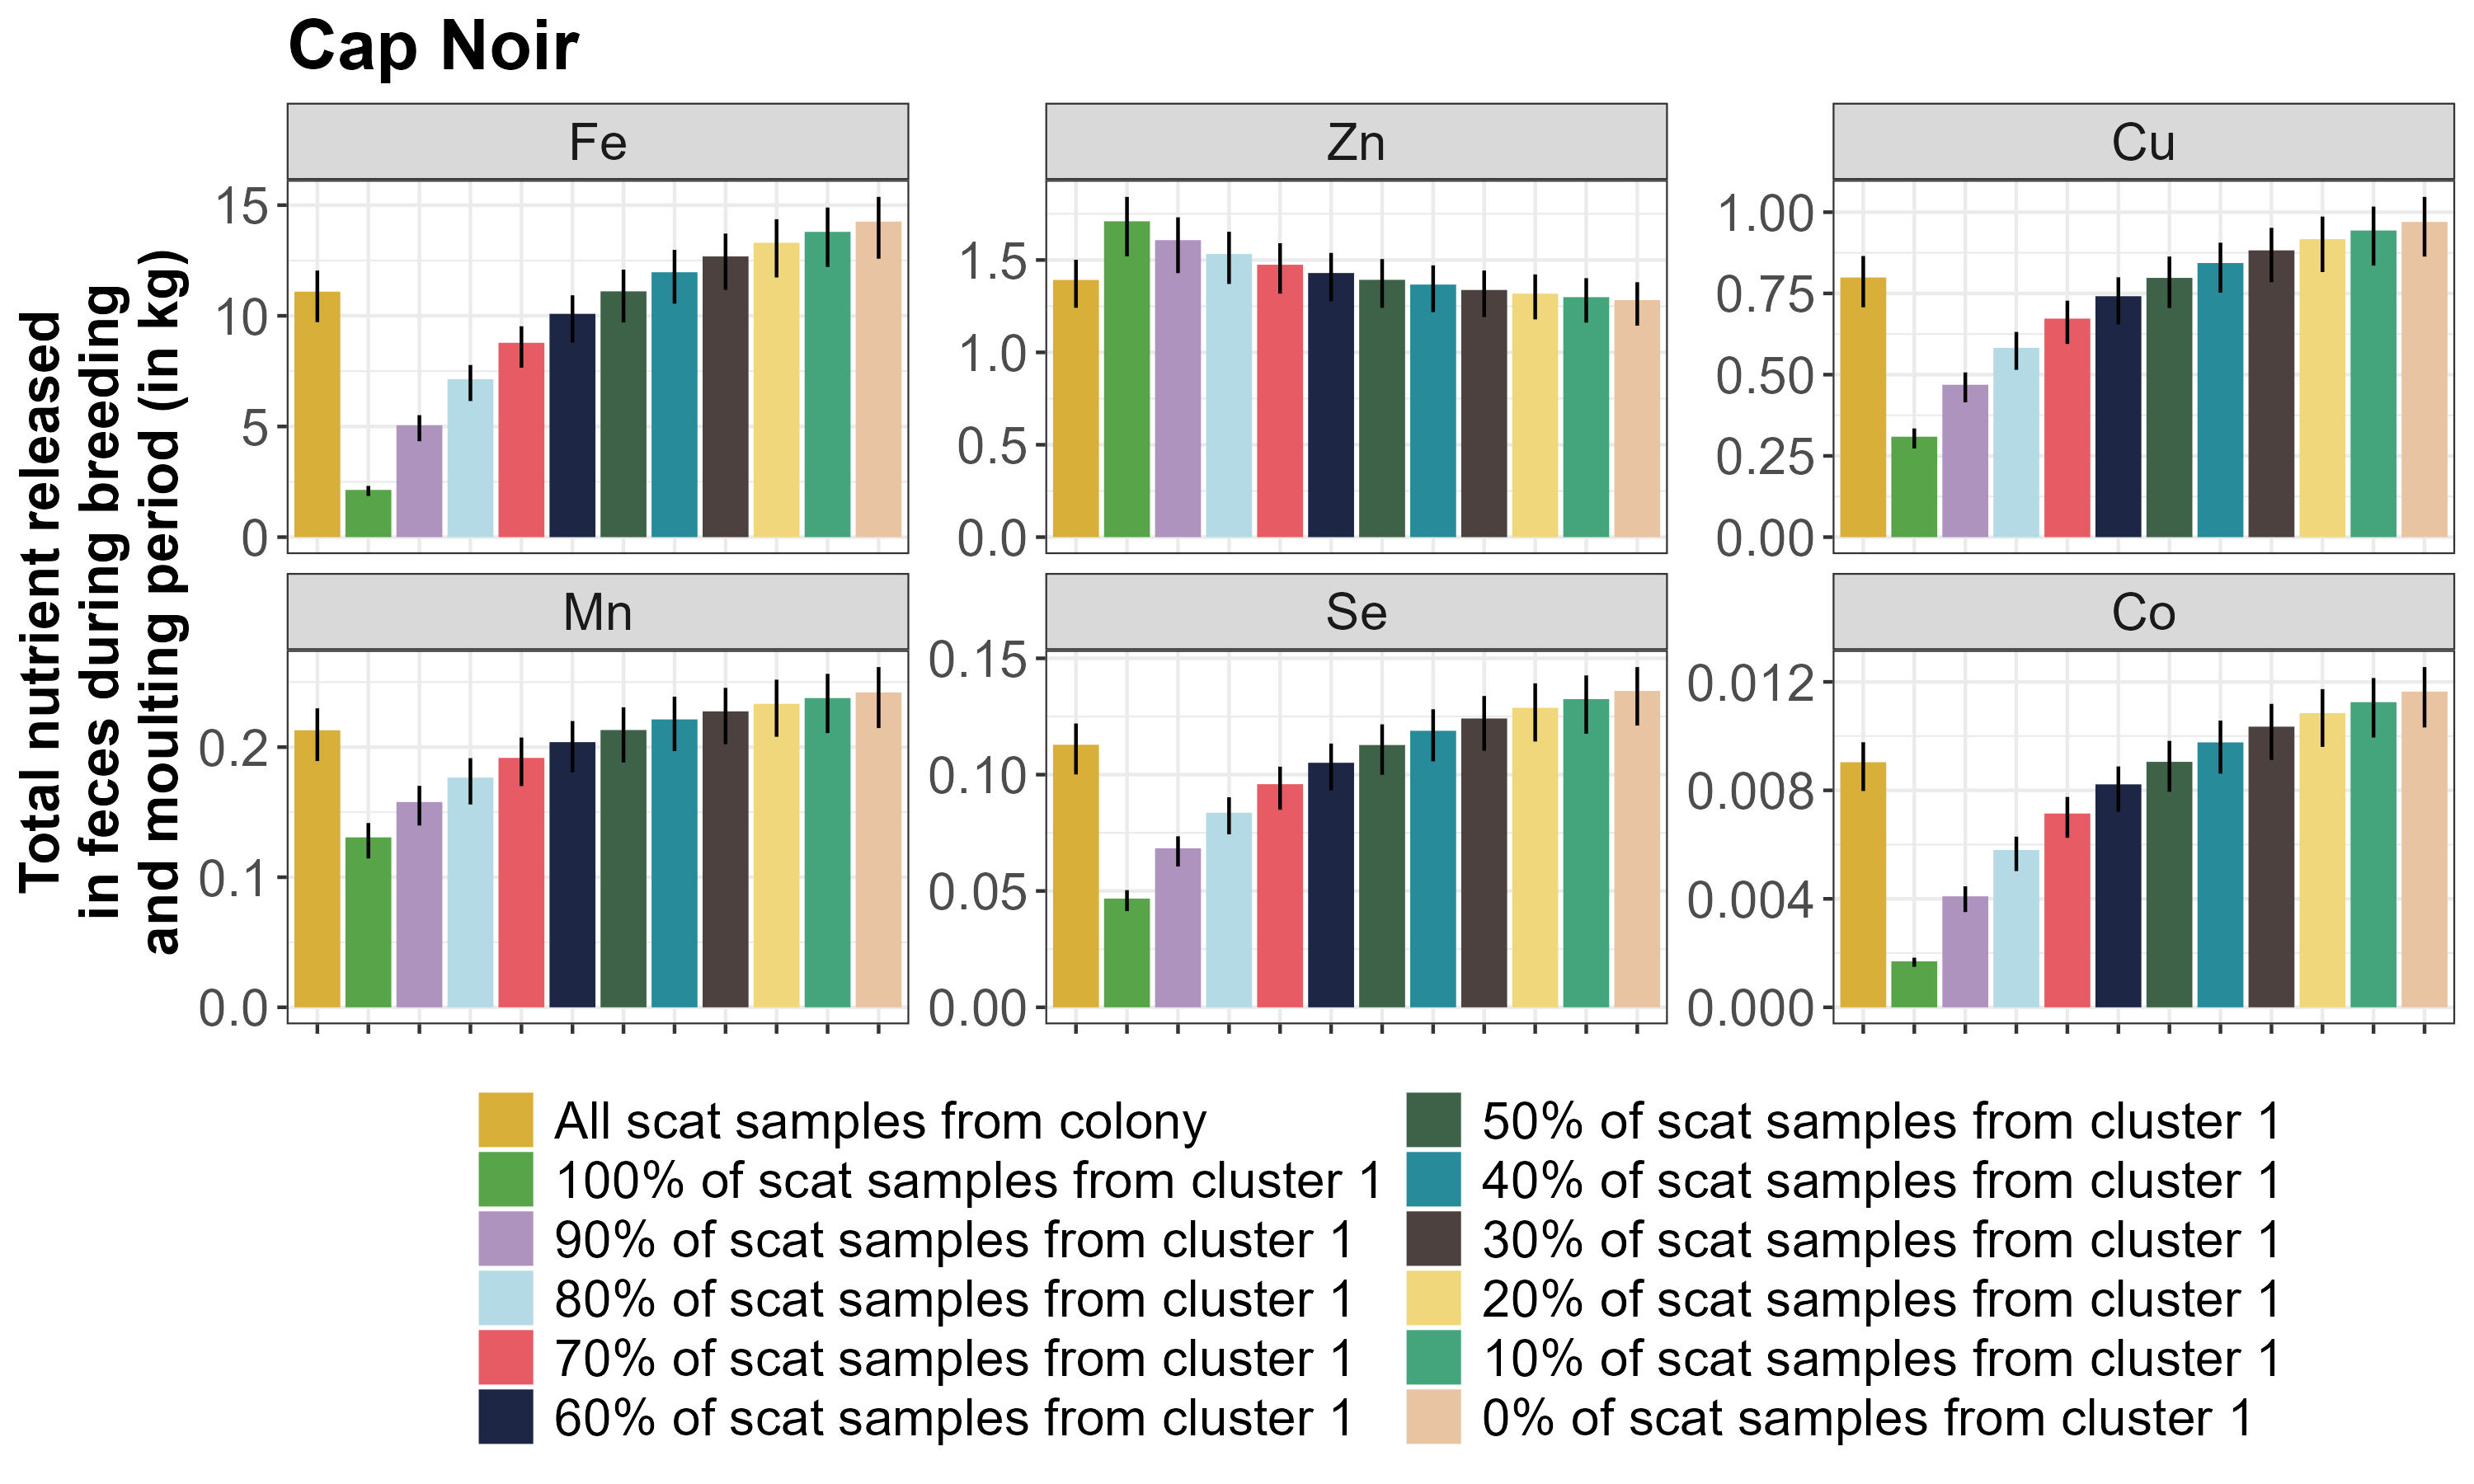 Cap Noir
Total nutrient released
in feces during breeding
and moulting period (in kg)
Fe
15
10
5
0
Zn
1.5
1.0
0.5
0.0
Cu
1.00
0.75
0.50
0.25
0.00
Mn
0.2
0.1
0.0
Se
0.15
0.10
0.05
0.00
Co
0.012
0.008
0.004
0.000
All scat samples from colony
100% of scat samples from cluster 1
90% of scat samples from cluster 1
80% of scat samples from cluster 1
70% of scat samples from cluster 1
60% of scat samples from cluster 1
50% of scat samples from cluster 1
40% of scat samples from cluster 1
30% of scat samples from cluster 1
20% of scat samples from cluster 1
10% of scat samples from cluster 1
0% of scat samples from cluster 1